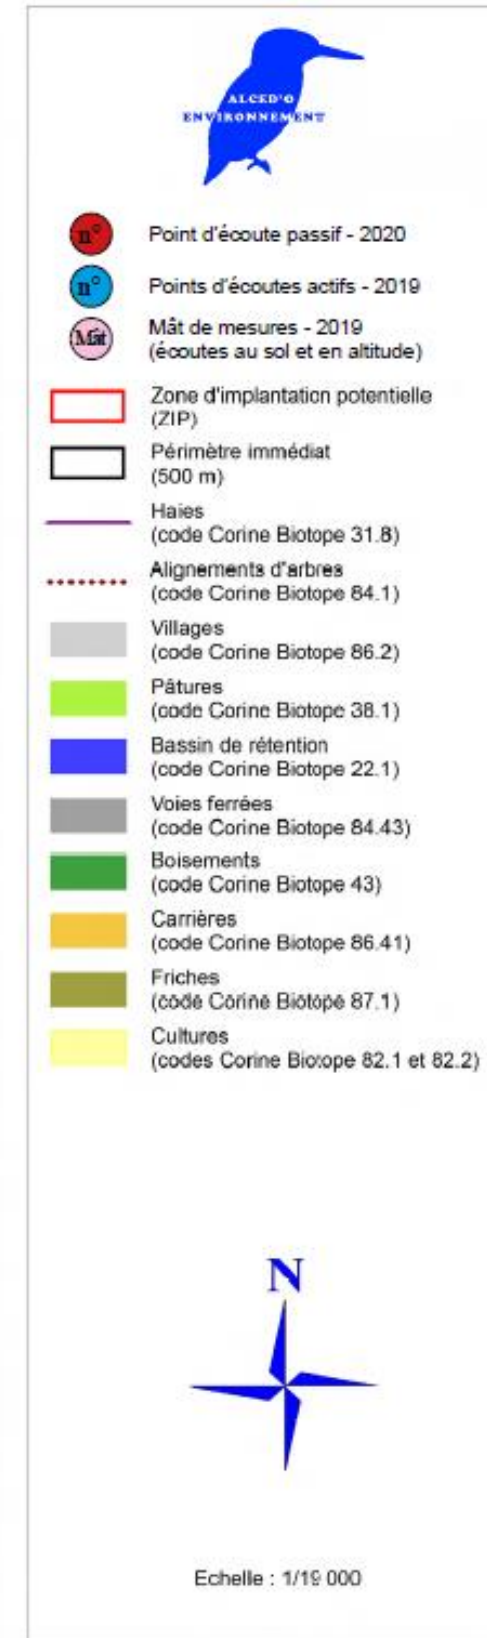 ALCED'O
ENVIRONNEMENT
n° Point d'écoute passif - 2020
n° Points d'écoutes actifs - 2019
Mât Mât de mesures - 2019
(écoutes au sol et en altitude)
Zone d'implantation potentielle
(ZIP)
Périmètre immédiat
(500 m)
Haies
(code Corine Biotope 31.8)
Alignements d'arbres
(code Corine Biotope 84.1)
Villages
(code Corine Biotope 86.2)
Pâtures
(code Corine Biotope 38.1)
Bassin de rétention
(code Corine Biotope 22.1)
Voies ferrées
(code Corine Biotope 84.43)
Boisements
(code Corine Biotope 43)
Carrières
(code Corine Biotope 86.41)
Friches
(code Corine Biotope 87.1)
Cultures
(codes Corine Biotope 82.1 et 82.2)
N
Echelle : 1/19 000